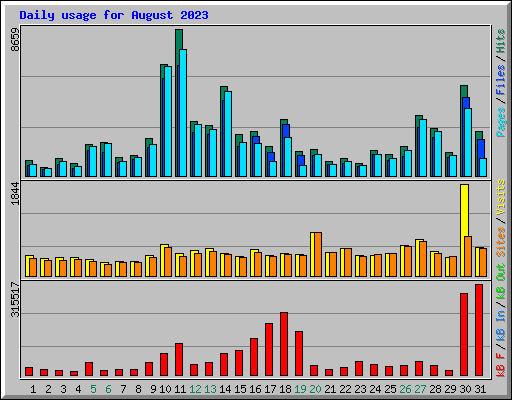 Daily usage for August 2023
8659
Pages / Files / Hits
1844
Sites / Visits
315517
kB F / kB In / kB Out
1 2 3 4 5 6 7 8 9 10 11 12 13 14 15 16 17 18 19 20 21 22 23 24 25 26 27 28 29 30 31